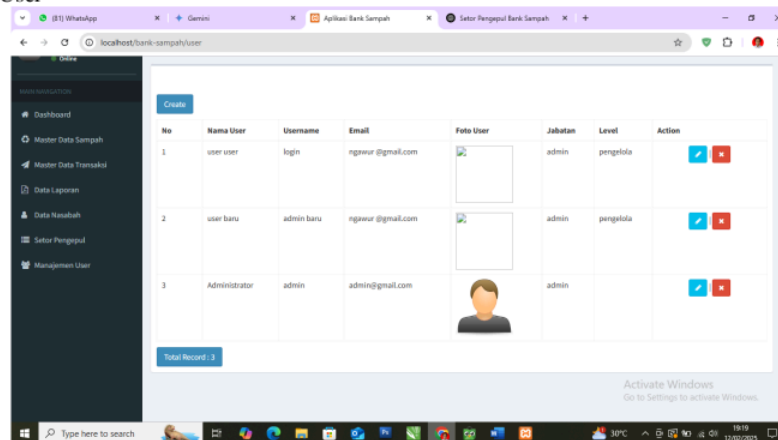 User
(81) WhatsApp
Gemini
Aplikasi Bank Sampah
Setor Pengepul Bank Sampah
localhost/bank-sampah/user
Online
MAIN NAVIGATION
Dashboard
Master Data Sampah
Master Data Transaksi
Data Laporan
Data Nasabah
Setor Pengepul
Manajemen User
Create
No Nama User Username Email Foto User Jabatan Level Action
1 user user login ngawur @gmail.com admin pengelola |
2 user baru admin baru ngawur @gmail.com admin pengelola |
3 Administrator admin admin@gmail.com admin |
Total Record : 3
Activate Windows
Go to Settings to activate Windows.
Type here to search
30°C
19:19
12/02/2025